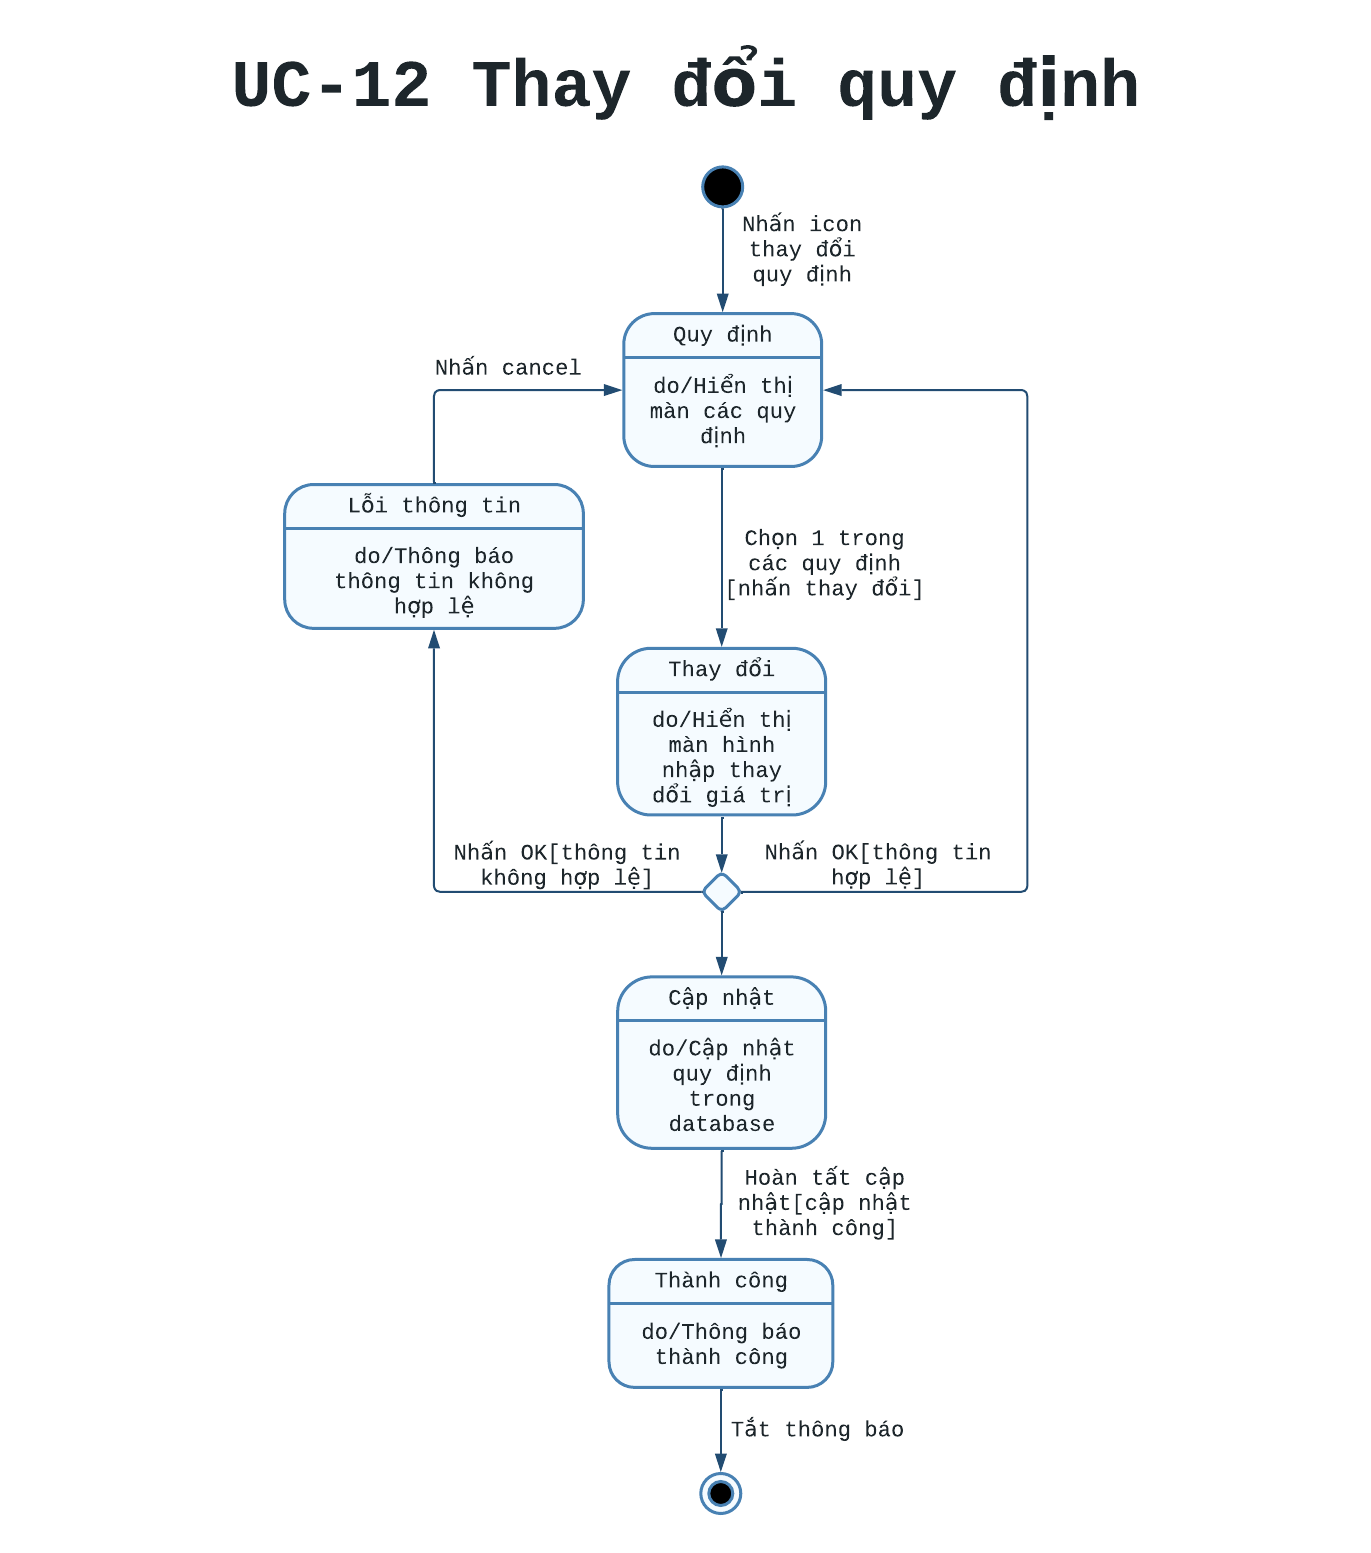 UC-12 Thay đổi quy định
Nhấn icon
thay đổi
quy định
Quy định
do/Hiển thị
màn các quy
định
Nhấn cancel
Lỗi thông tin
do/Thông báo
thông tin không
hợp lệ
Chọn 1 trong
các quy định
[nhấn thay đổi]
Thay đổi
do/Hiển thị
màn hình
nhập thay
dổi giá trị
Nhấn OK[thông tin
không hợp lệ]
Nhấn OK[thông tin
hợp lệ]
Cập nhật
do/Cập nhật
quy định
trong
database
Hoàn tất cập
nhật[cập nhật
thành công]
Thành công
do/Thông báo
thành công
Tắt thông báo